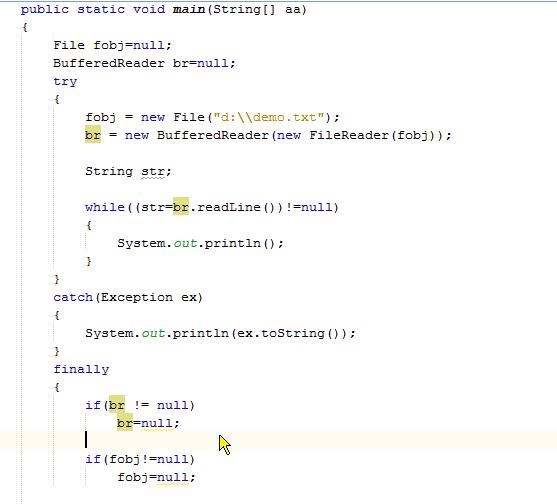 public static void main(String[] aa)
{
File fobj=null;
BufferedReader br=null;
try
{
fobj = new File("d:\\demo.txt");
br = new BufferedReader(new FileReader(fobj));
String str;
while((str=br.readLine())!=null)
{
System.out.println();
}
}
catch(Exception ex)
{
System.out.println(ex.toString());
}
finally
{
if(br != null)
br=null;
if(fobj!=null)
fobj=null;